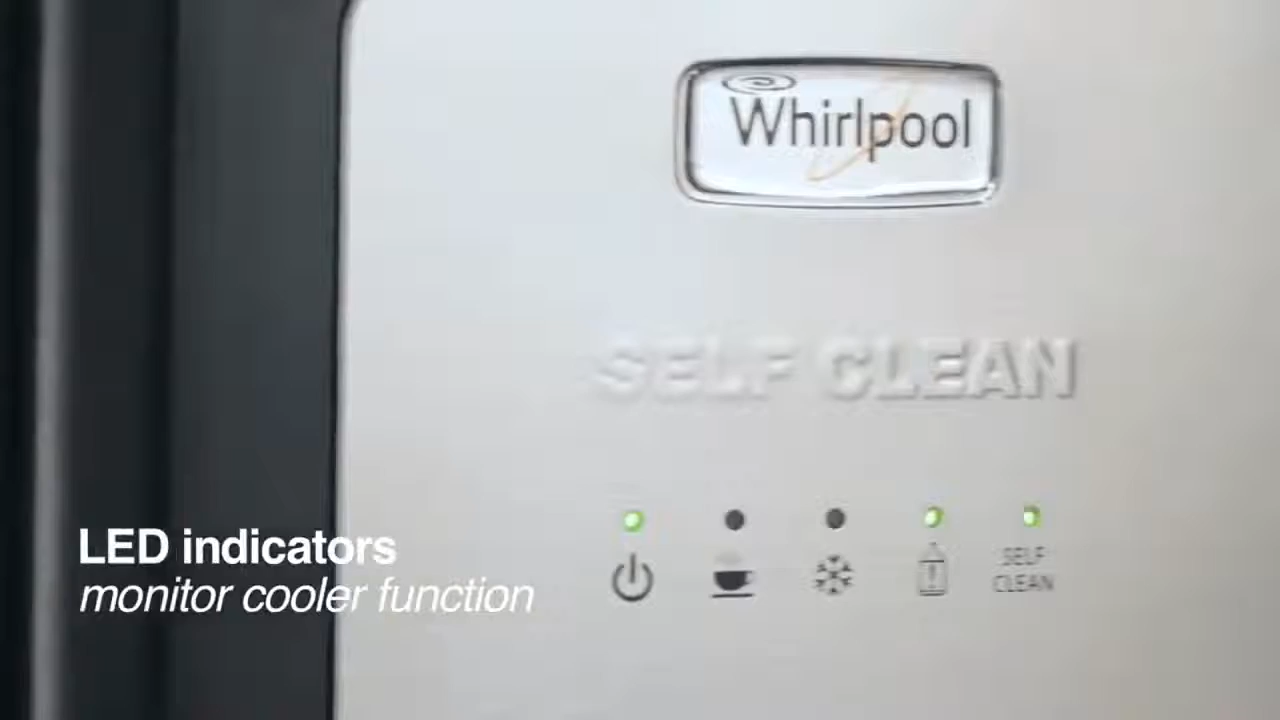 Whirlpool
SELF CLEAN
SELF
CLEAN
LED indicators
monitor cooler function